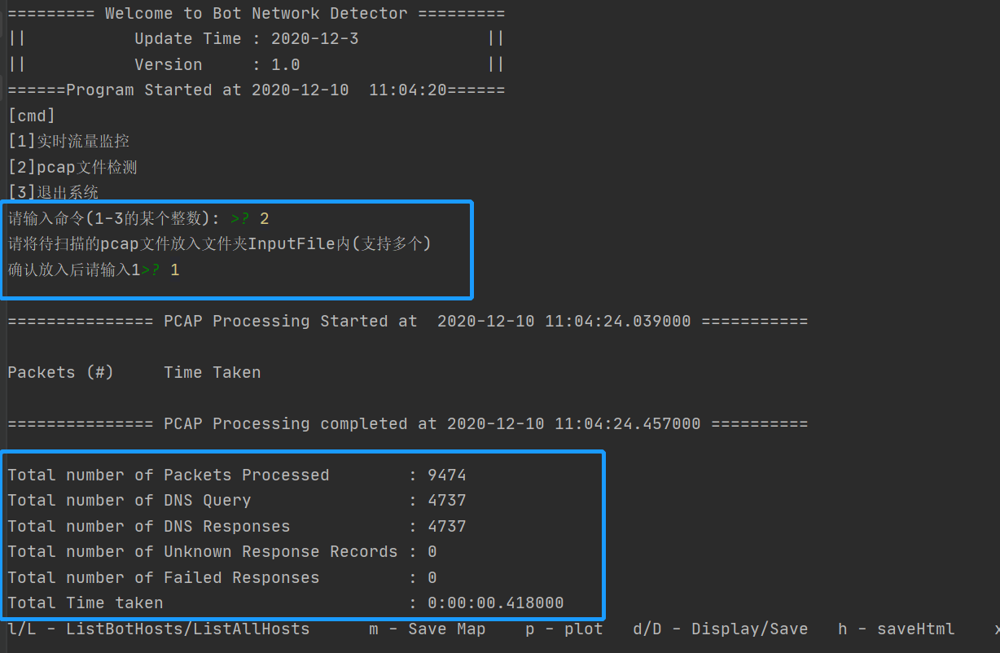 ========= Welcome to Bot Network Detector =========
||           Update Time : 2020-12-3             ||
||           Version     : 1.0                   ||
======Program Started at 2020-12-10  11:04:20======
[cmd]
[1]实时流量监控
[2]pcap文件检测
[3]退出系统
请输入命令(1-3的某个整数): >? 2
请将待扫描的pcap文件放入文件夹InputFile内(支持多个)
确认放入后请输入1>? 1
=============== PCAP Processing Started at  2020-12-10 11:04:24.039000 ===========
Packets (#)     Time Taken
=============== PCAP Processing completed at 2020-12-10 11:04:24.457000 ==========
Total number of Packets Processed        : 9474
Total number of DNS Query                : 4737
Total number of DNS Responses            : 4737
Total number of Unknown Response Records : 0
Total number of Failed Responses         : 0
Total Time taken                         : 0:00:00.418000
l/L - ListBotHosts/ListAllHosts      m - Save Map    p - plot   d/D - Display/Save   h - saveHtml    x